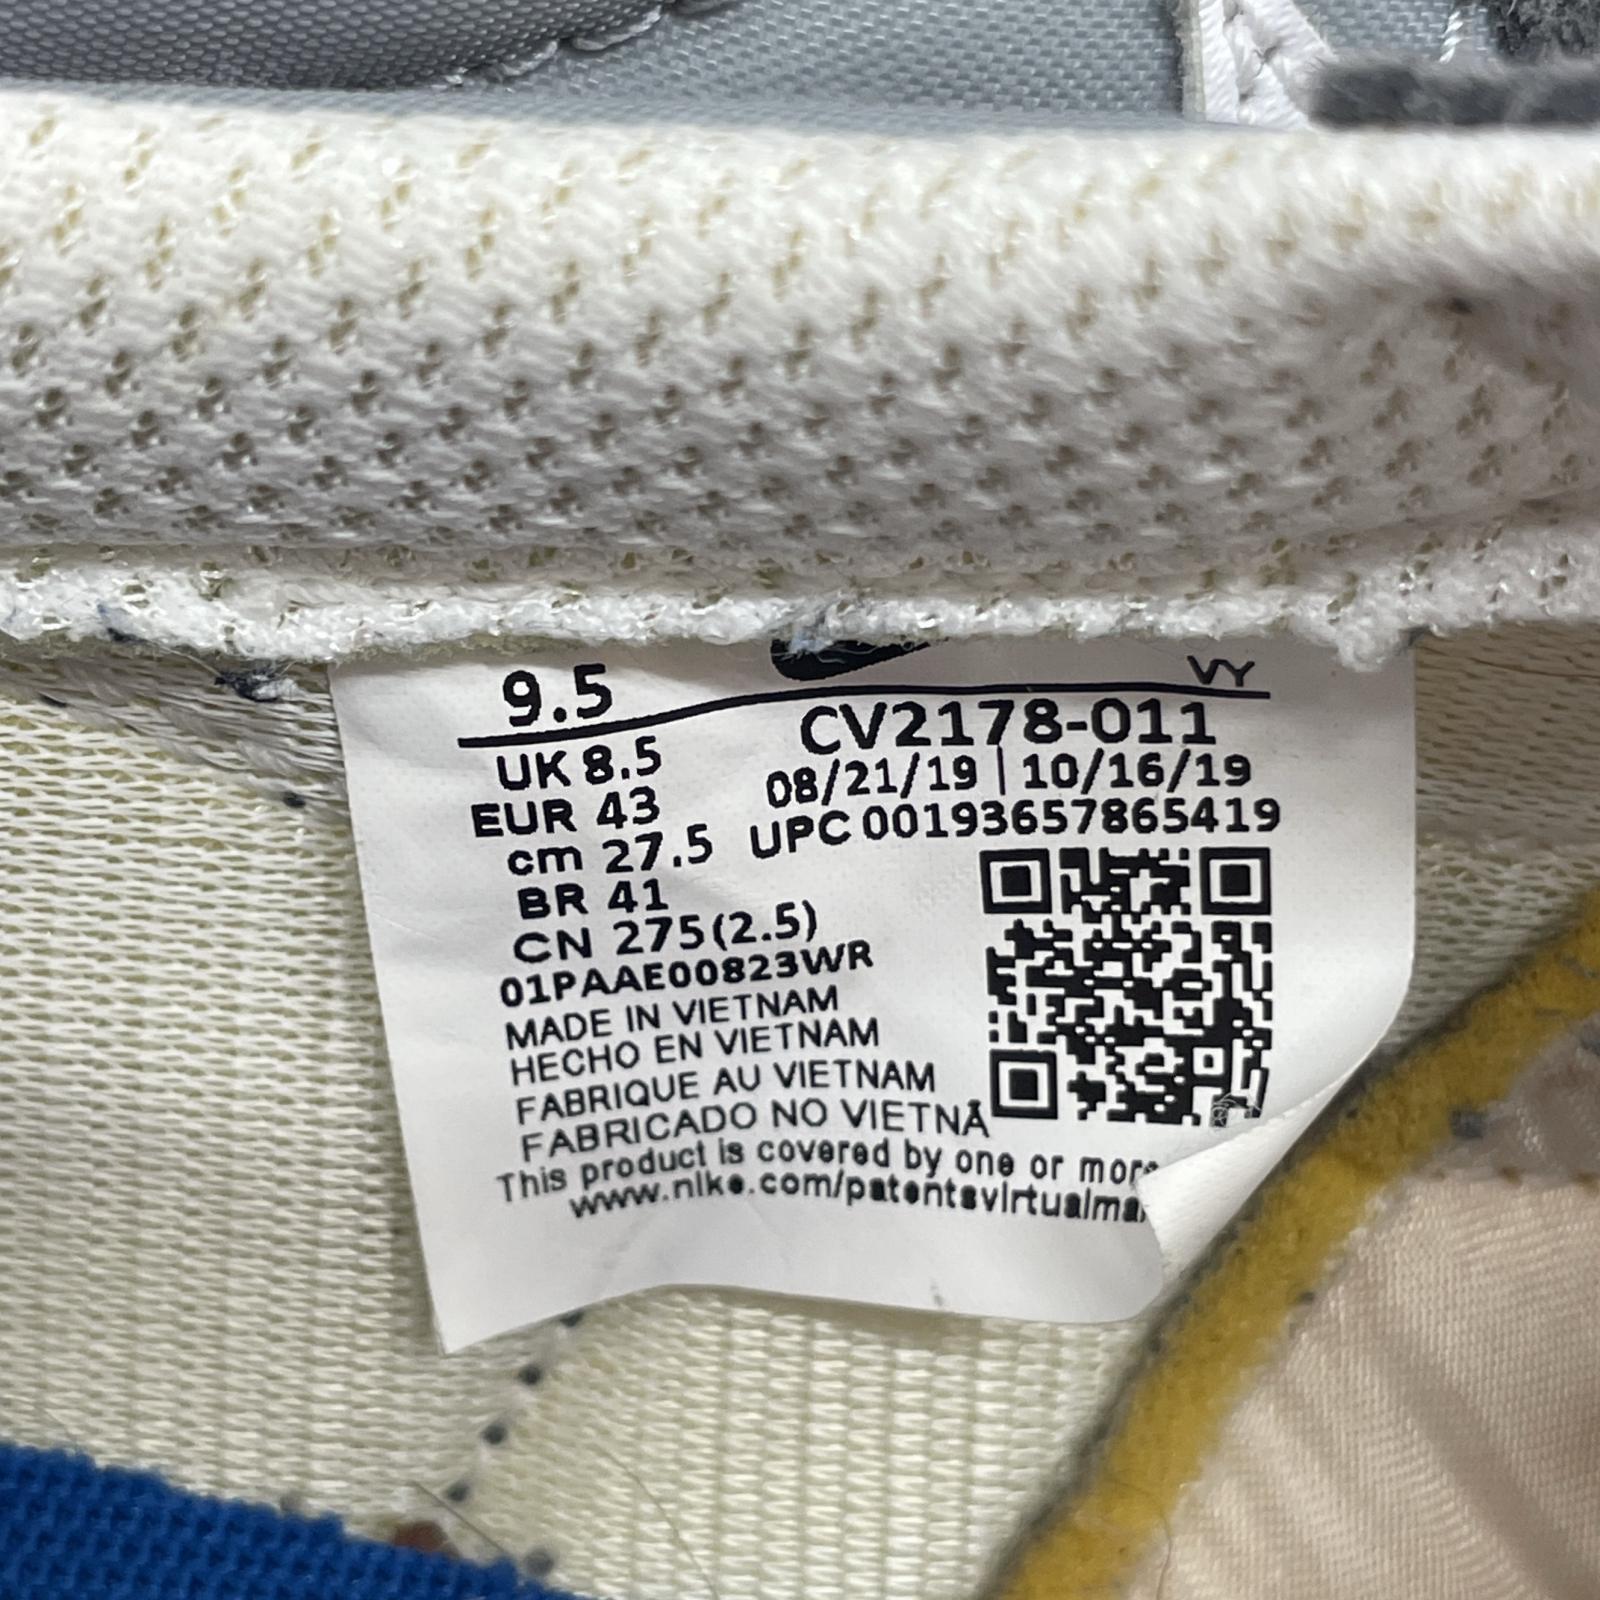 9.5
VY
UK 8.5
EUR 43
cm 27.5
BR 41
CN 275(2.5)
CV2178-011
08/21/19 | 10/16/19
UPC 00193657865419
01PAAE00823WR
MADE IN VIETNAM
HECHO EN VIETNAM
FABRIQUE AU VIETNAM
FABRICADO NO VIETNÃ
This product is covered by one or more
www.nike.com/patentsvirtualma